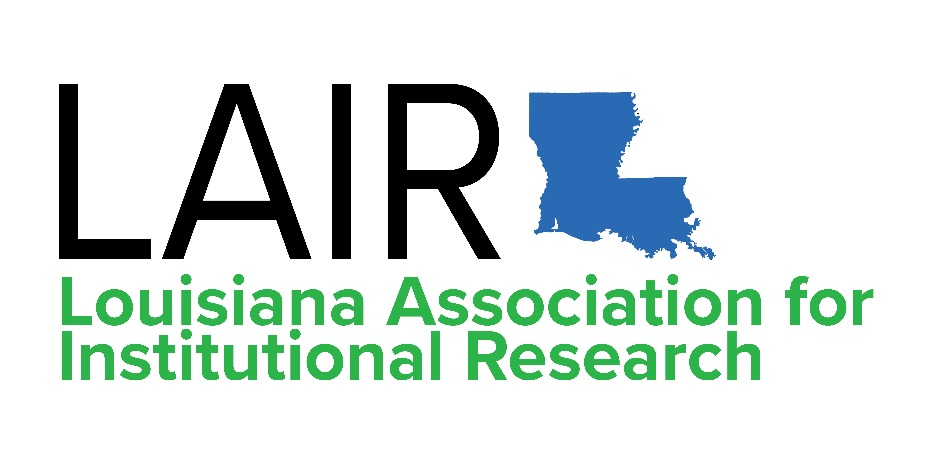 LAIR
Louisiana Association for
Institutional Research